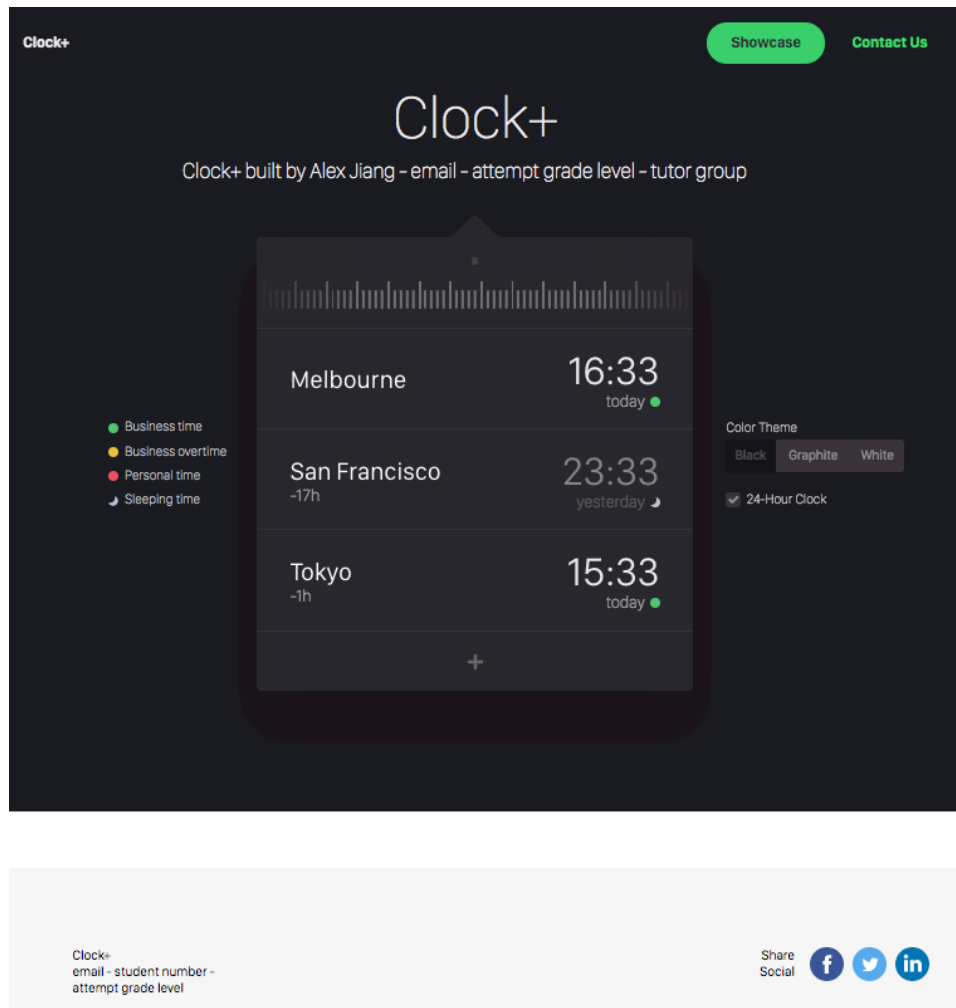 Clock+
Showcase
Contact Us
Clock+
Clock+ built by Alex Jiang - email - attempt grade level - tutor group
Melbourne
16:33
today
San Francisco
-17h
23:33
yesterday
Tokyo
-1h
15:33
today
+
Business time
Business overtime
Personal time
Sleeping time
Color Theme
Black
Graphite
White
24-Hour Clock
Clock+
email - student number -
attempt grade level
Share
Social
f
in